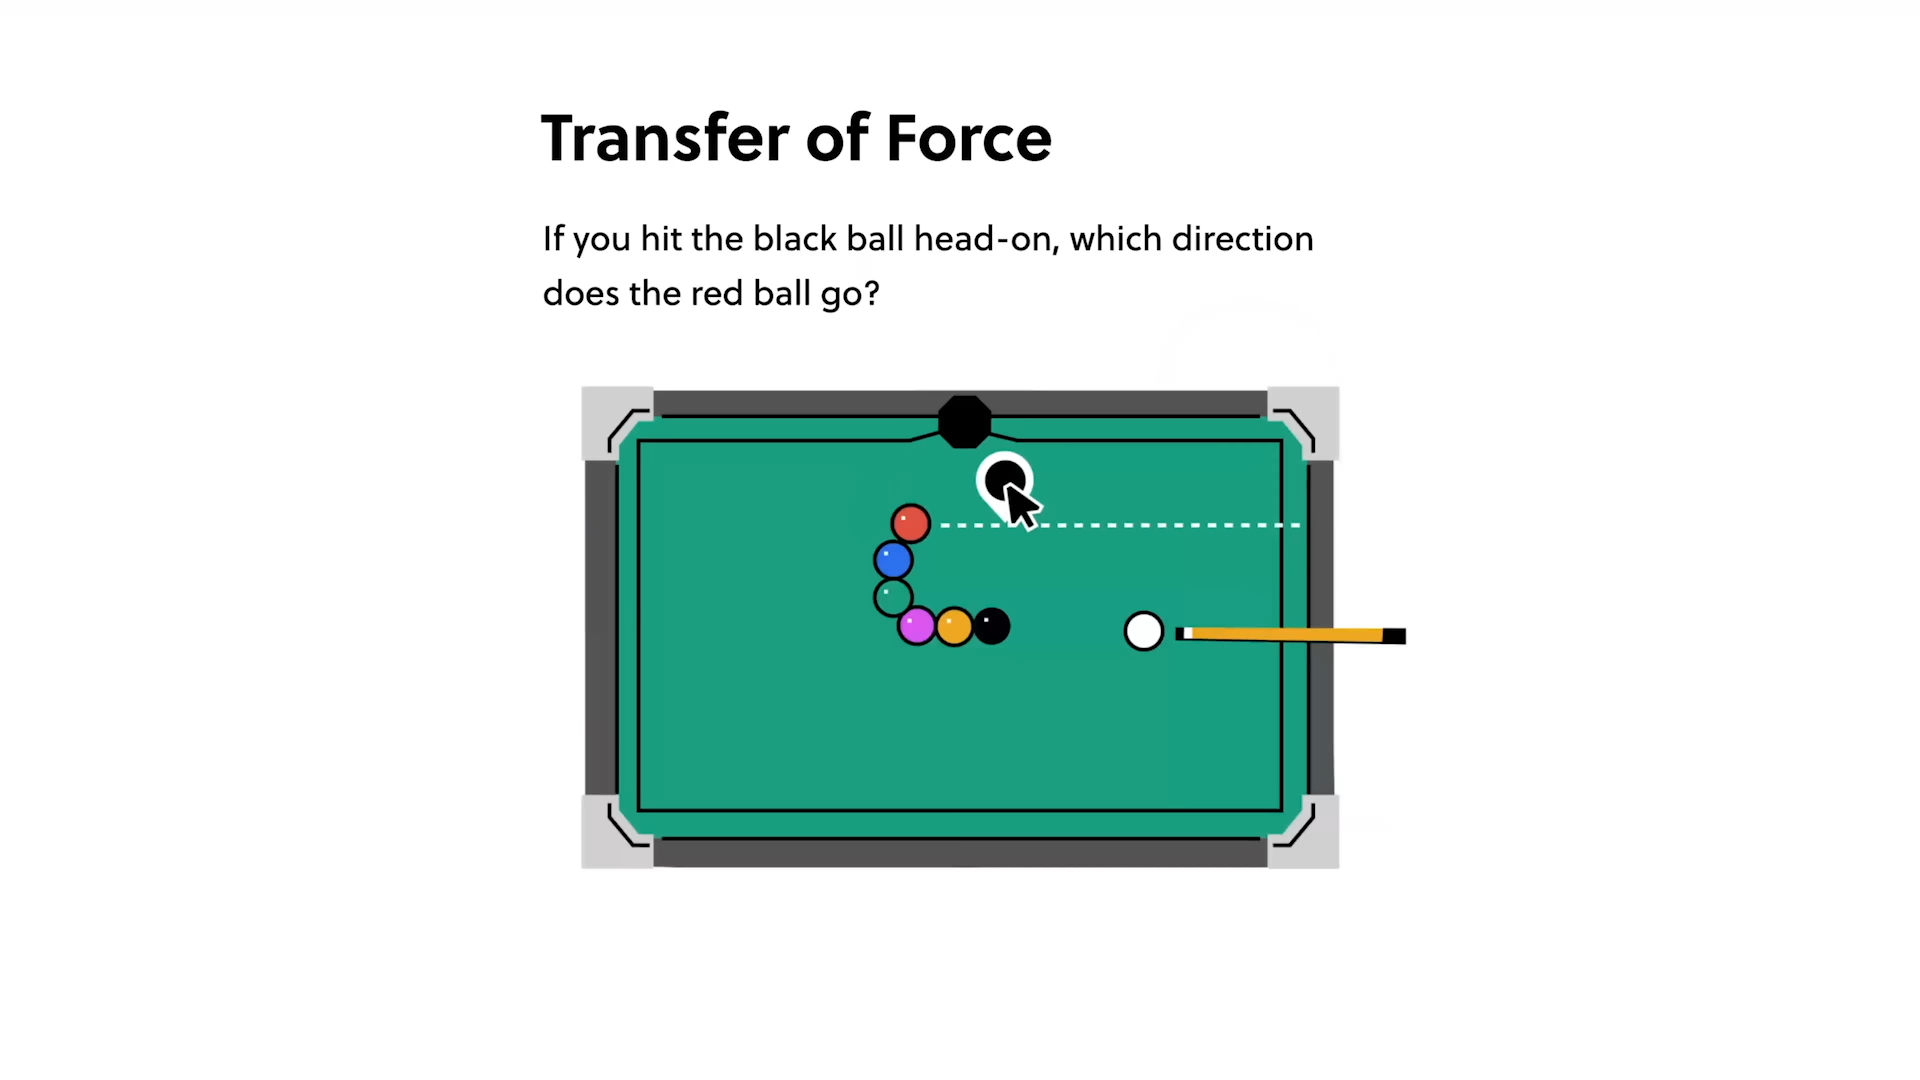 Transfer of Force
If you hit the black ball head-on, which direction
does the red ball go?